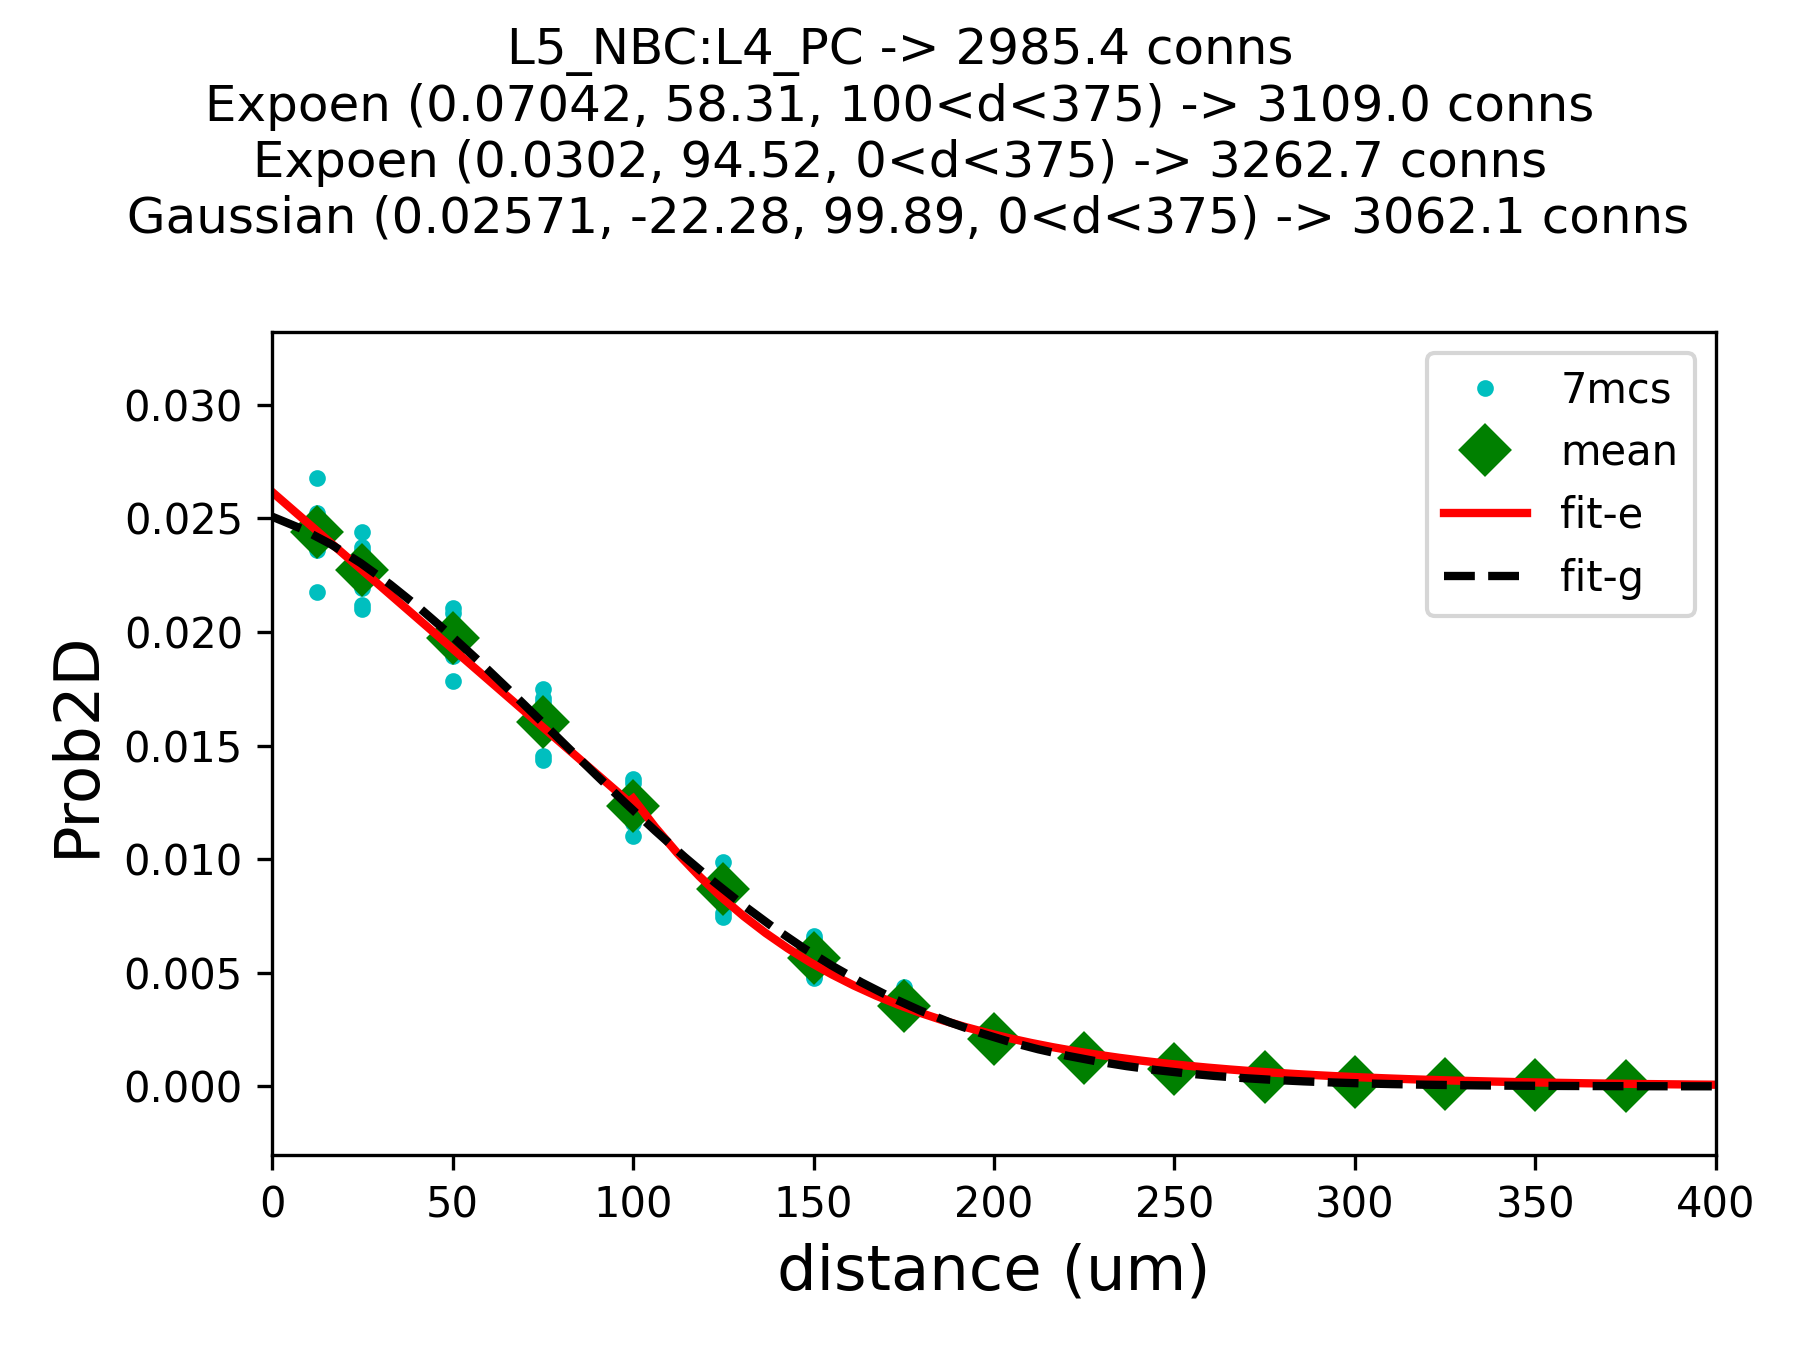 L5_NBC:L4_PC -> 2985.4 conns
Expoen (0.07042, 58.31, 100<d<375) -> 3109.0 conns
Expoen (0.0302, 94.52, 0<d<375) -> 3262.7 conns
Gaussian (0.02571, -22.28, 99.89, 0<d<375) -> 3062.1 conns
7mcs
mean
fit-e
fit-g
Prob2D
0.030
0.025
0.020
0.015
0.010
0.005
0.000
0 50 100 150 200 250 300 350 400
distance (um)